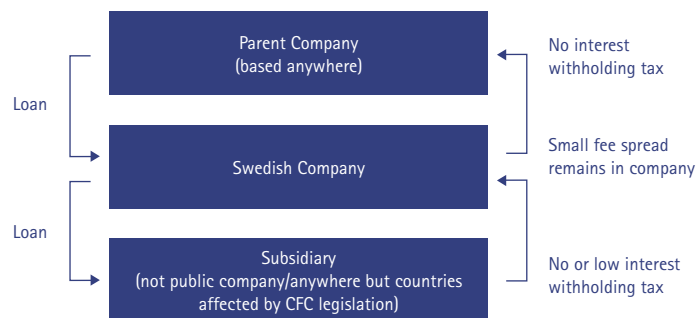 Parent Company
(based anywhere)
No interest
withholding tax
Loan
Swedish Company
Small fee spread
remains in company
Loan
Subsidiary
(not public company/anywhere but countries
affected by CFC legislation)
No or low interest
withholding tax